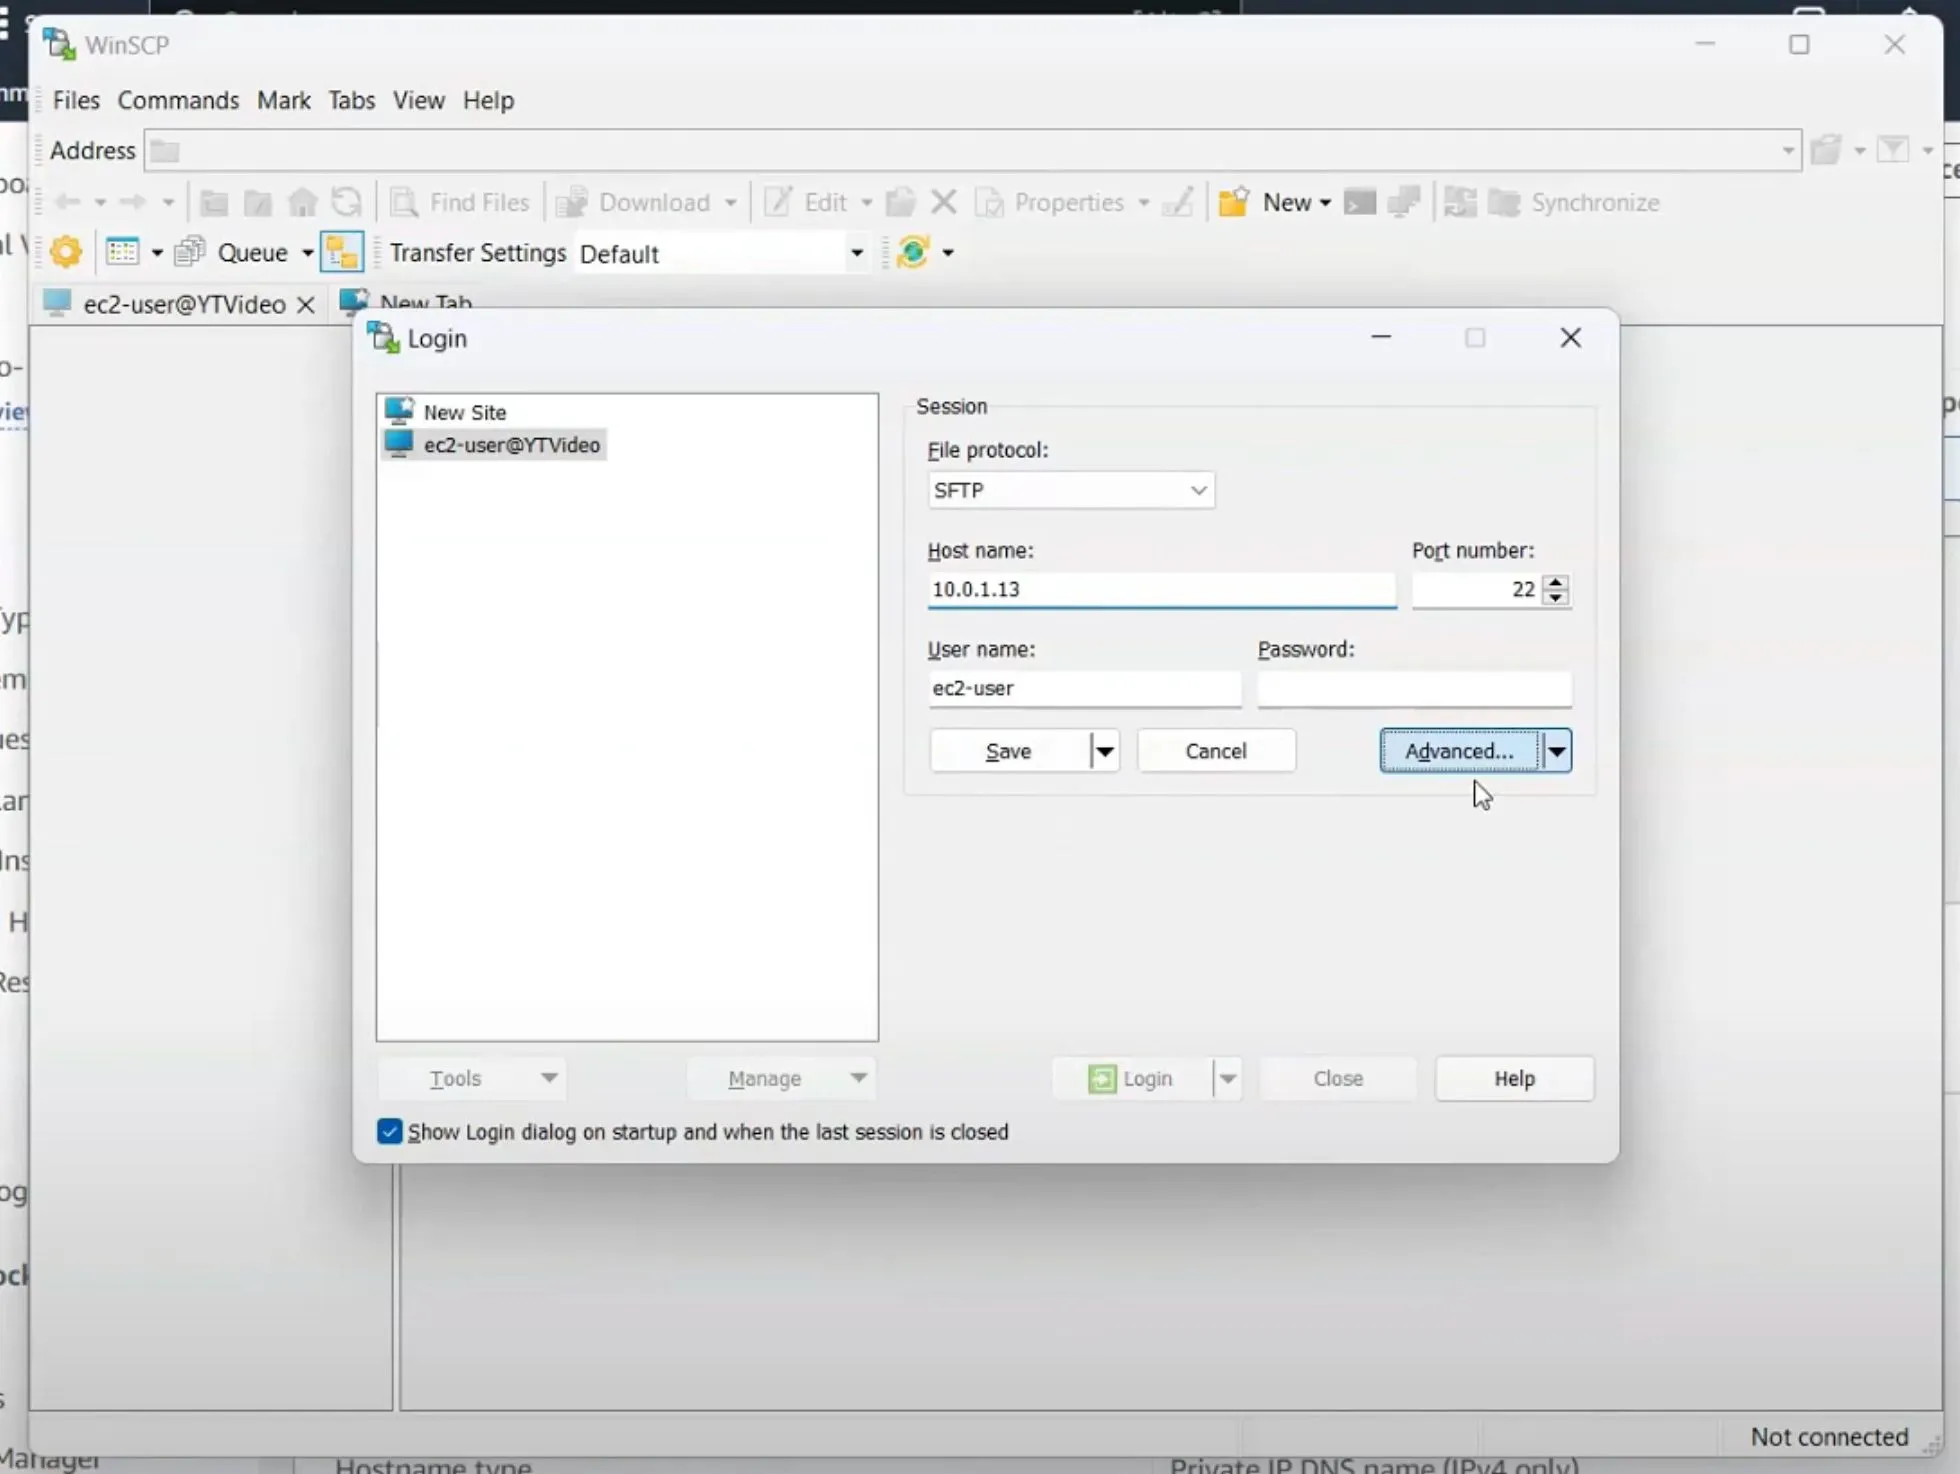 WinSCP
Files Commands Mark Tabs View Help
Address
Find Files Download Edit Properties New Synchronize
Queue Transfer Settings Default
ec2-user@YTVideo New Tab
Login
New Site
ec2-user@YTVideo
Session
File protocol:
SFTP
Host name: Port number:
10.0.1.13 22
User name: Password:
ec2-user
Save Cancel Advanced...
Tools Manage Login Close Help
Show Login dialog on startup and when the last session is closed
Not connected
Manager Hostname type Private IP DNS name (IPv4 only)